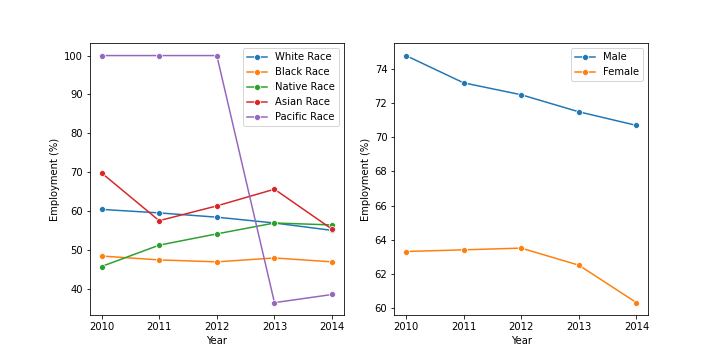 100
90
80
70
60
50
40
Employment (%)
2010 2011 2012 2013 2014
Year
White Race
Black Race
Native Race
Asian Race
Pacific Race
74
72
70
68
66
64
62
60
Employment (%)
2010 2011 2012 2013 2014
Year
Male
Female